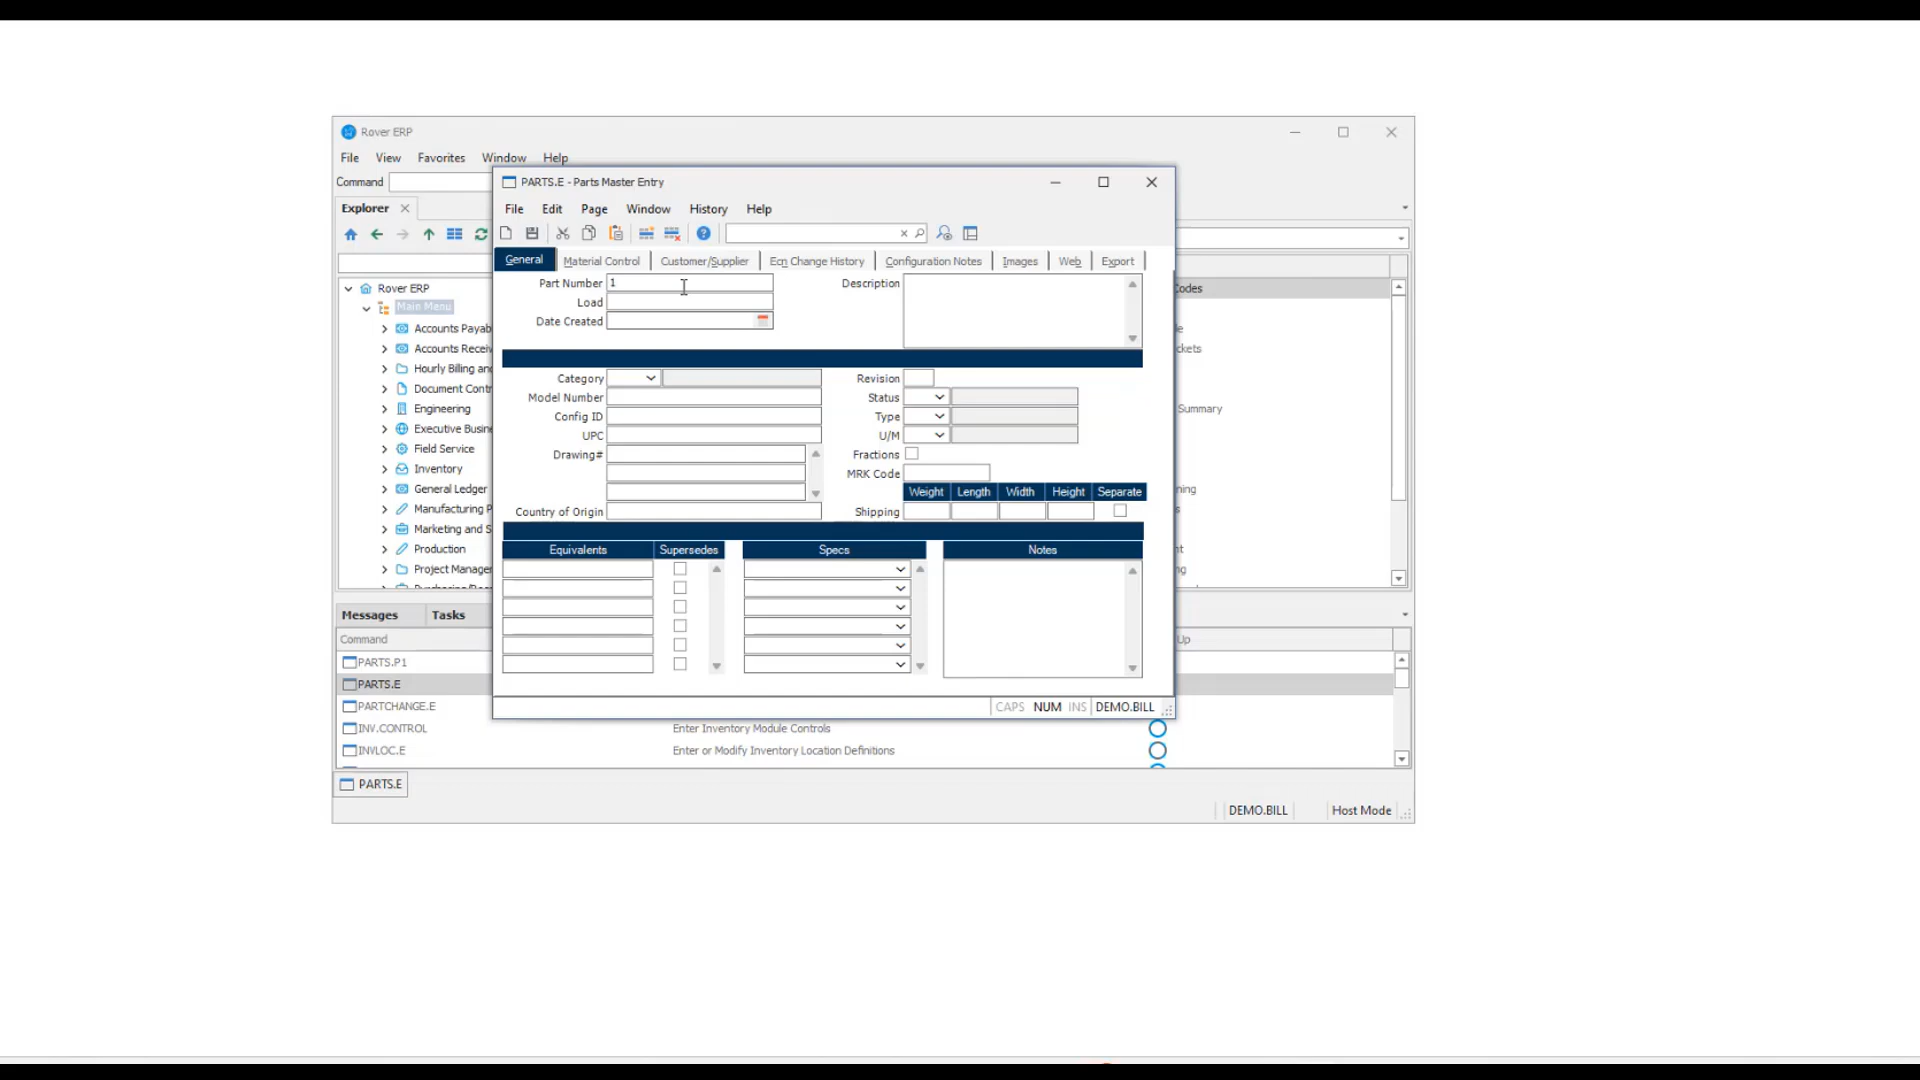 Rover ERP
File View Favorites Window Help
Command
Explorer
PARTS.E - Parts Master Entry
File Edit Page Window History Help
General Material Control Customer/Supplier Ecn Change History Configuration Notes Images Web Export
Part Number 1
Load
Date Created
Description
Category
Model Number
Config ID
UPC
Drawing#
Country of Origin
Revision
Status
Type
U/M
Fractions
MRK Code
Weight Length Width Height Separate
Shipping
Equivalents Supersedes Specs Notes
CAPS NUM INS DEMO.BILL
Rover ERP
Main Menu
Accounts Payab
Accounts Receiv
Hourly Billing and
Document Contr
Engineering
Executive Busin
Field Service
Inventory
General Ledger
Manufacturing P
Marketing and S
Production
Project Manager
Codes
ckets
Summary
ning
Messages Tasks
Command Up
PARTS.P1
PARTS.E
PARTCHANGE.E
INV.CONTROL Enter Inventory Module Controls
INVLOC.E Enter or Modify Inventory Location Definitions
PARTS.E
DEMO.BILL Host Mode